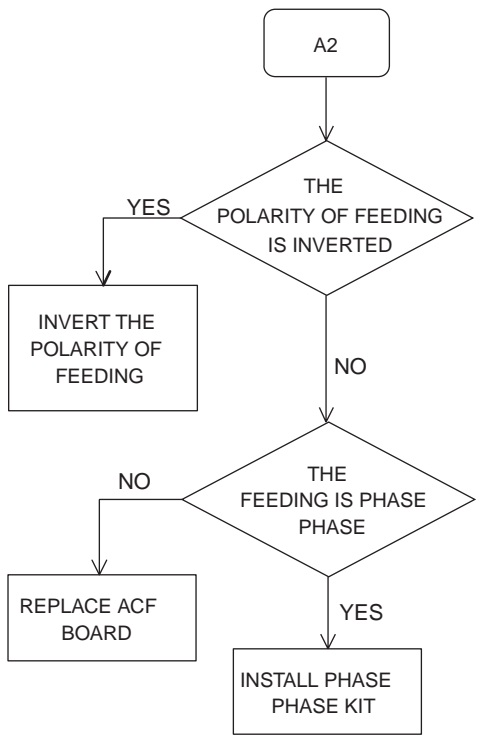 A2
THE
POLARITY OF FEEDING
IS INVERTED
YES
INVERT THE
POLARITY OF
FEEDING
NO
THE
FEEDING IS PHASE
PHASE
NO
REPLACE ACF
BOARD
YES
INSTALL PHASE
PHASE KIT